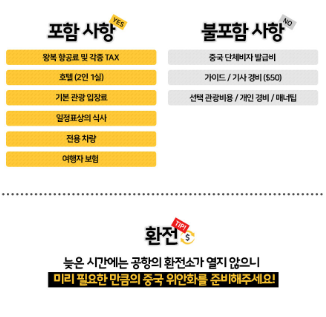 포함 사항 YES
왕복 항공료 및 각종 TAX
호텔 (2인 1실)
기본 관광 입장료
일정표상의 식사
전용 차량
여행자 보험
불포함 사항 NO
중국 단체비자 발급비
가이드 / 기사 경비 ($50)
선택 관광비용 / 개인 경비 / 매너팁
환전 TIP! $
늦은 시간에는 공항의 환전소가 열지 않으니
미리 필요한 만큼의 중국 위안화를 준비해주세요!